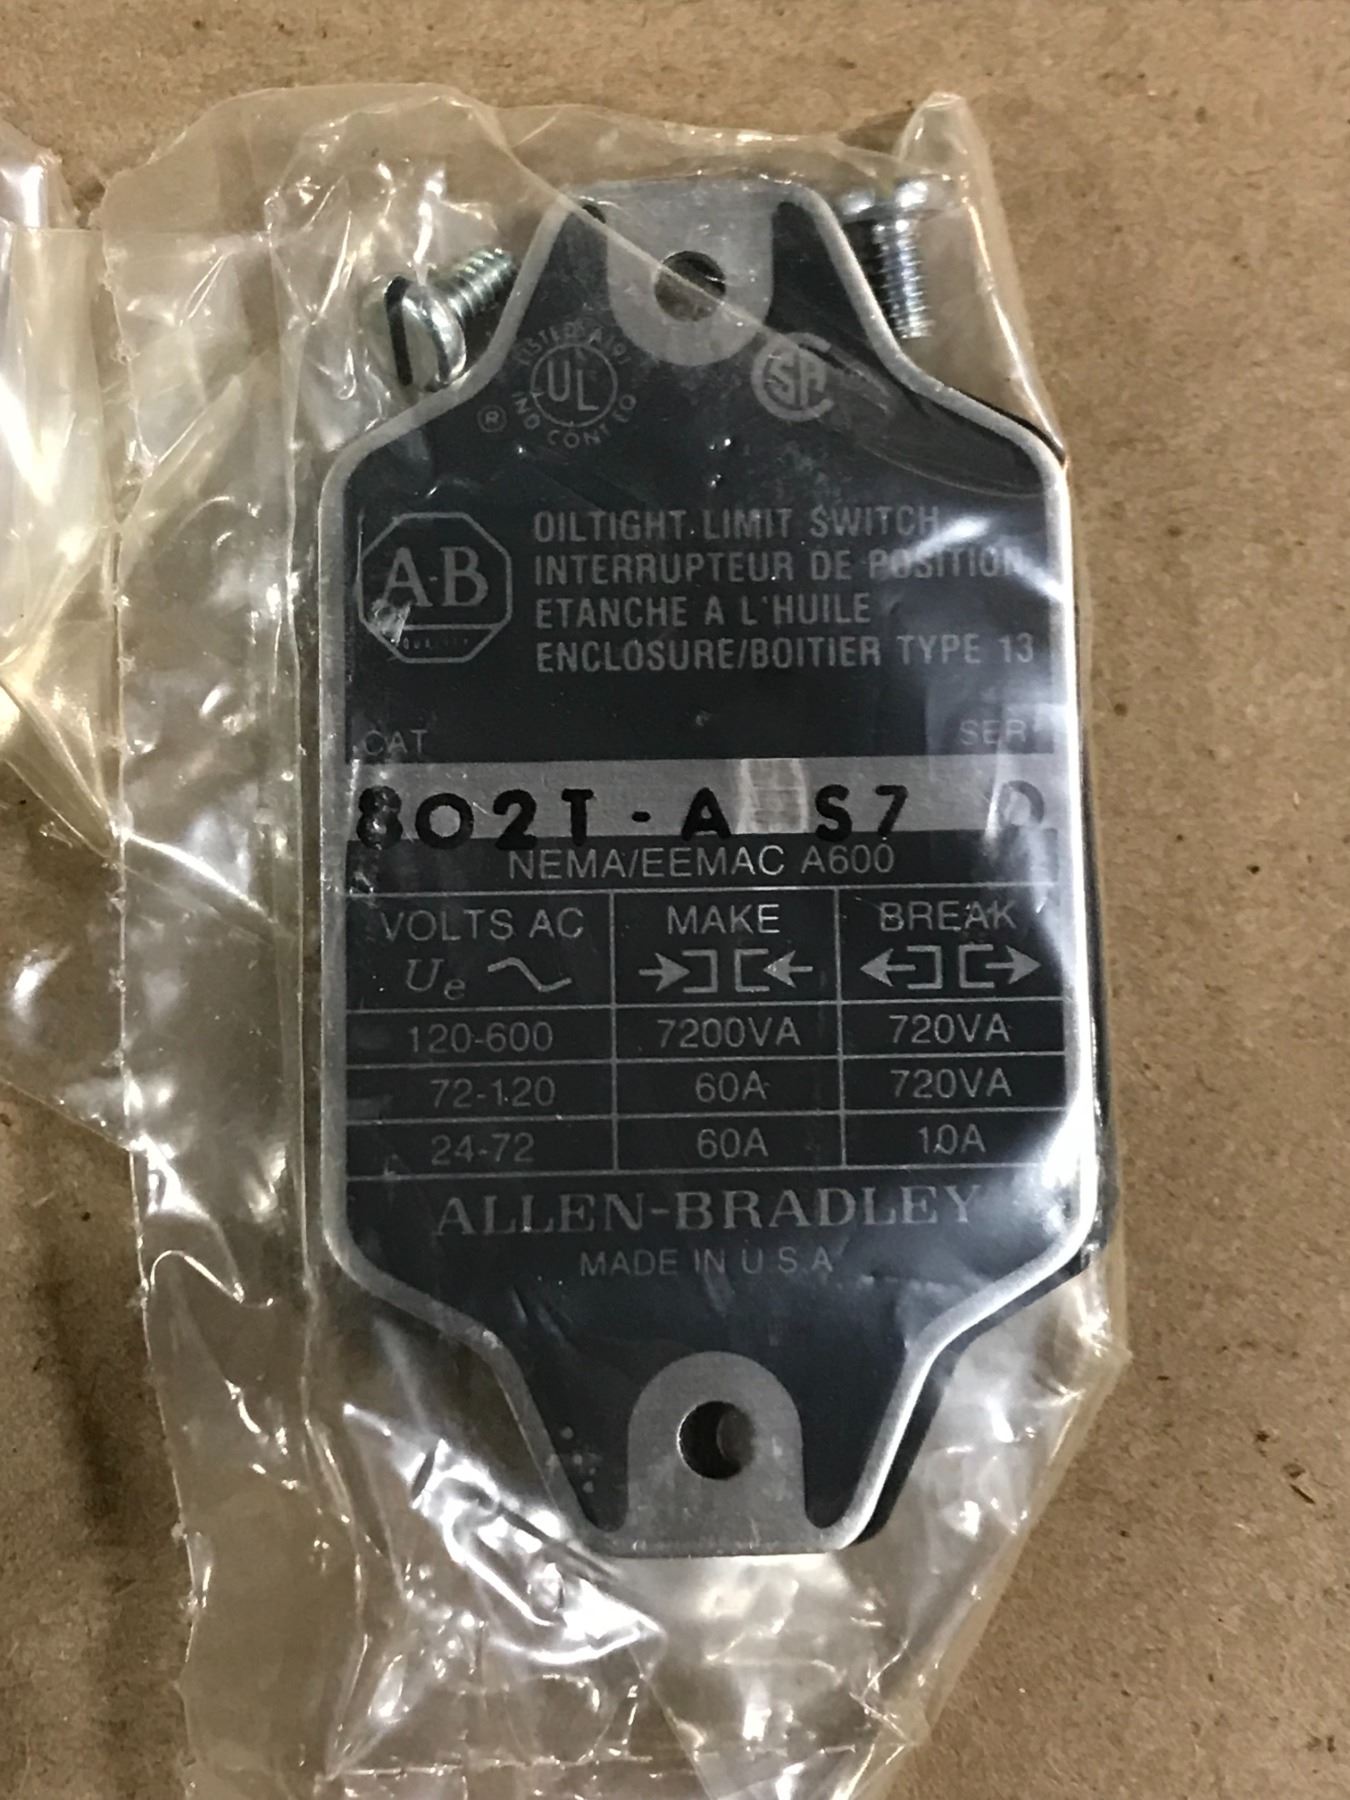 LISTED
IND CONT EQ
UL
®
SA
A-B
QUALITY
OILTIGHT LIMIT SWITCH
INTERRUPTEUR DE POSITION
ETANCHE A L'HUILE
ENCLOSURE/BOITIER TYPE 13
CAT SER
802T-A S7
NEMA/EEMAC A600
VOLTS AC MAKE BREAK
Ue
120-600 7200VA 720VA
72-120 60A 720VA
24-72 60A 10A
ALLEN-BRADLEY
MADE IN U.S.A